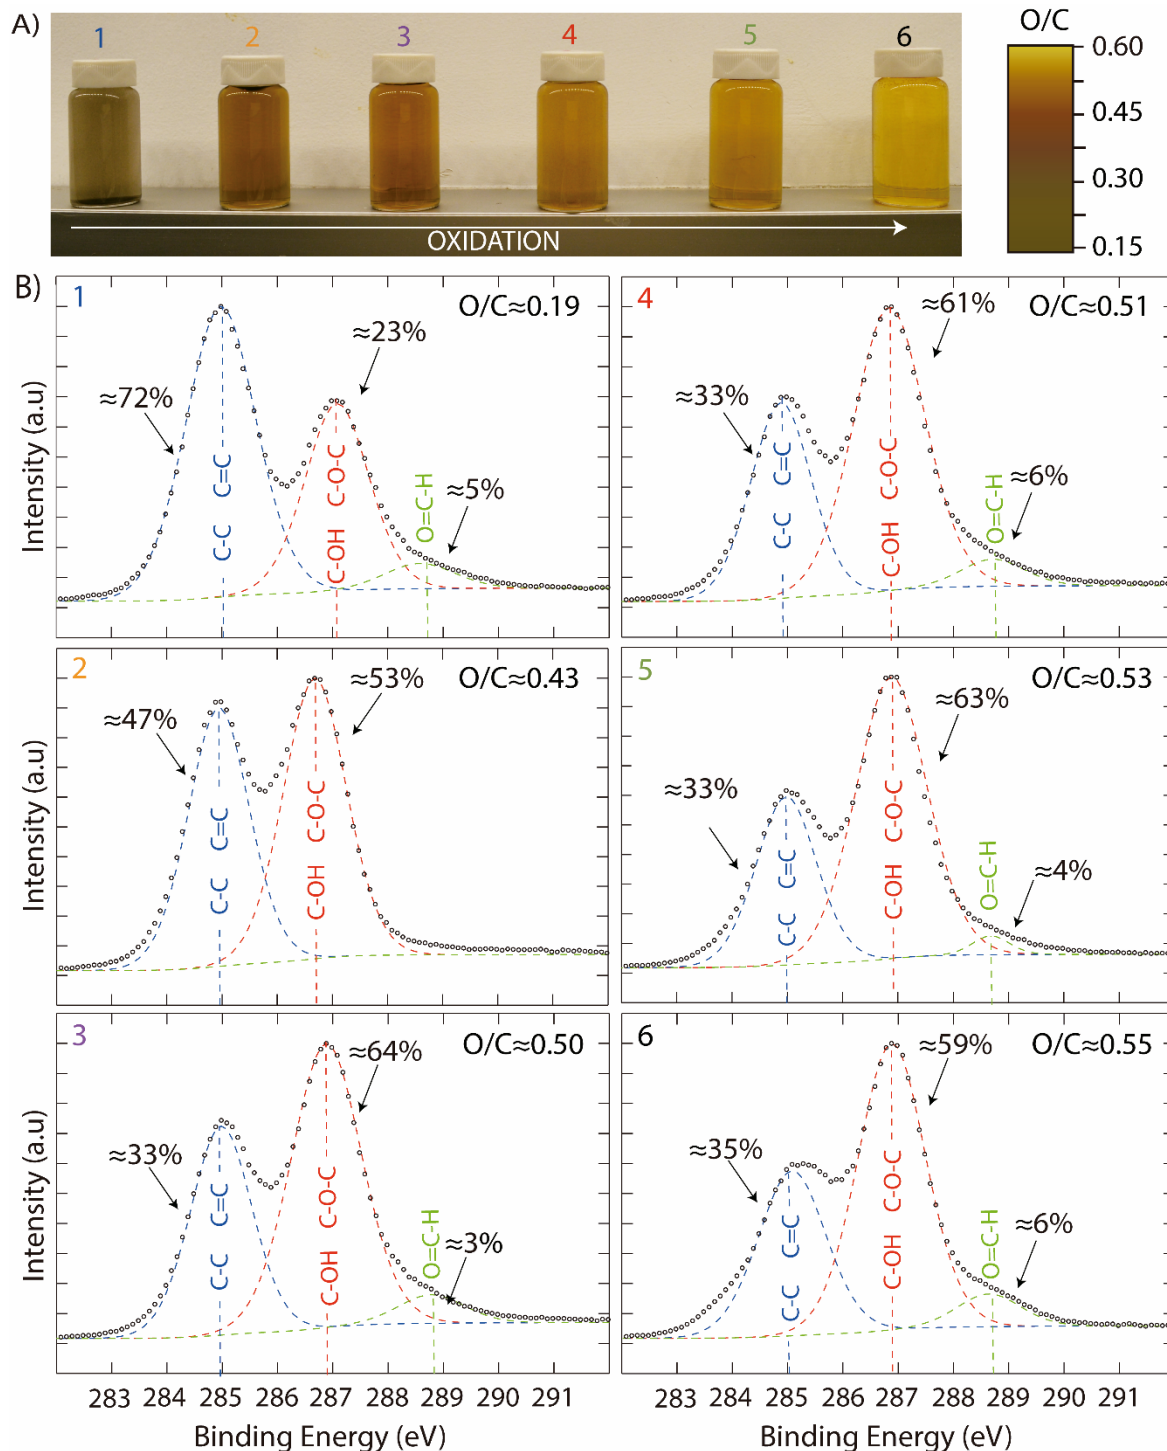 A)
1 2 3 4 5 6
OXIDATION
O/C
0.60
0.45
0.30
0.15
B)
1
O/C≈0.19
≈72%
≈23%
≈5%
C-C C=C
C-OH C-O-C
O=C-H
Intensity (a.u)
4
O/C≈0.51
≈33%
≈61%
≈6%
C-C C=C
C-OH C-O-C
O=C-H
2
O/C≈0.43
≈47%
≈53%
C-C C=C
C-OH C-O-C
Intensity (a.u)
5
O/C≈0.53
≈33%
≈63%
≈4%
C-C C=C
C-OH C-O-C
O=C-H
3
O/C≈0.50
≈33%
≈64%
≈3%
C-C C=C
C-OH C-O-C
O=C-H
Intensity (a.u)
283 284 285 286 287 288 289 290 291
Binding Energy (eV)
6
O/C≈0.55
≈35%
≈59%
≈6%
C-C C=C
C-OH C-O-C
O=C-H
283 284 285 286 287 288 289 290 291
Binding Energy (eV)